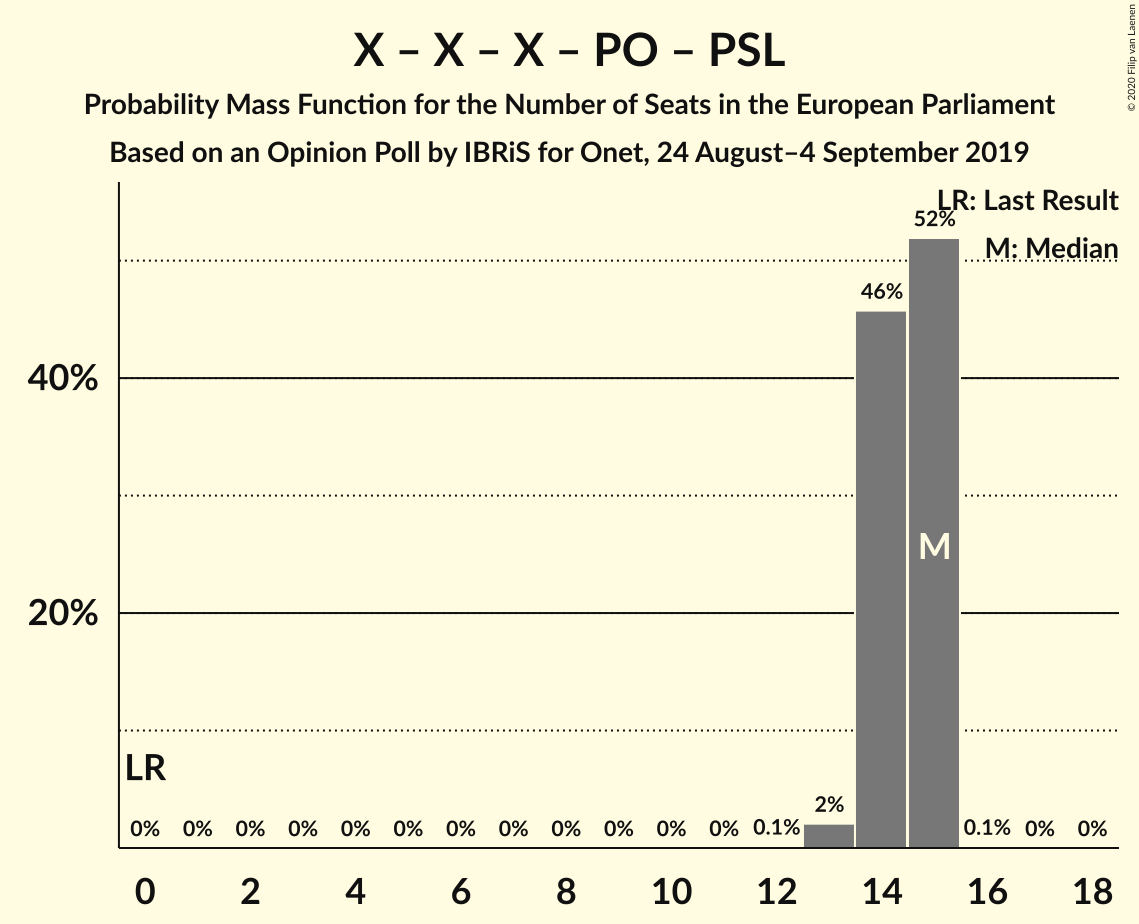 X – X – X – PO – PSL
Probability Mass Function for the Number of Seats in the European Parliament
Based on an Opinion Poll by IBRiS for Onet, 24 August–4 September 2019
© 2020 Filip van Laenen
LR: Last Result
M: Median
52%
46%
40%
20%
M
LR
2%
0% 0% 0% 0% 0% 0% 0% 0% 0% 0% 0% 0% 0.1% 0.1% 0% 0%
0 2 4 6 8 10 12 14 16 18